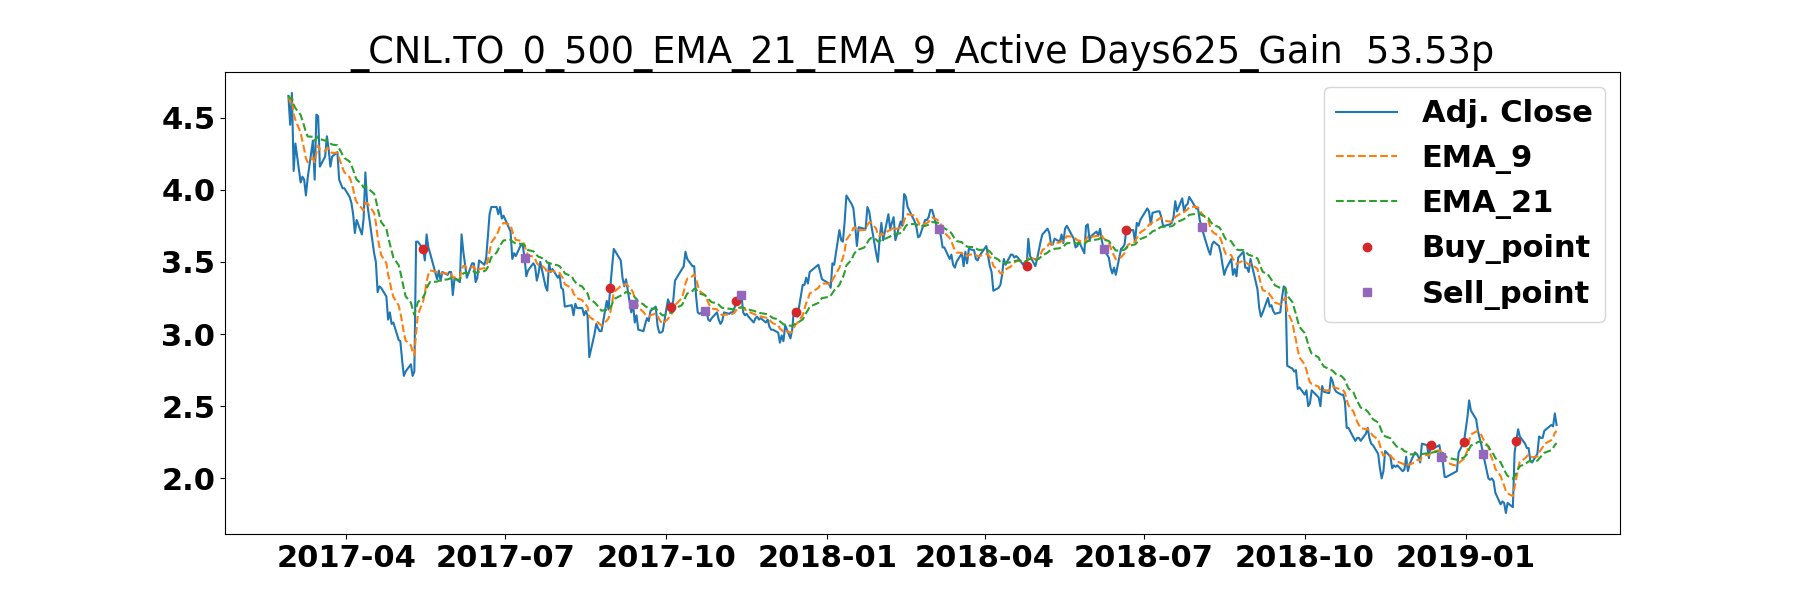 _CNL.TO_0_500_EMA_21_EMA_9_Active Days625_Gain  53.53p
4.5
4.0
3.5
3.0
2.5
2.0
Adj. Close
EMA_9
EMA_21
Buy_point
Sell_point
2017-04 2017-07 2017-10 2018-01 2018-04 2018-07 2018-10 2019-01